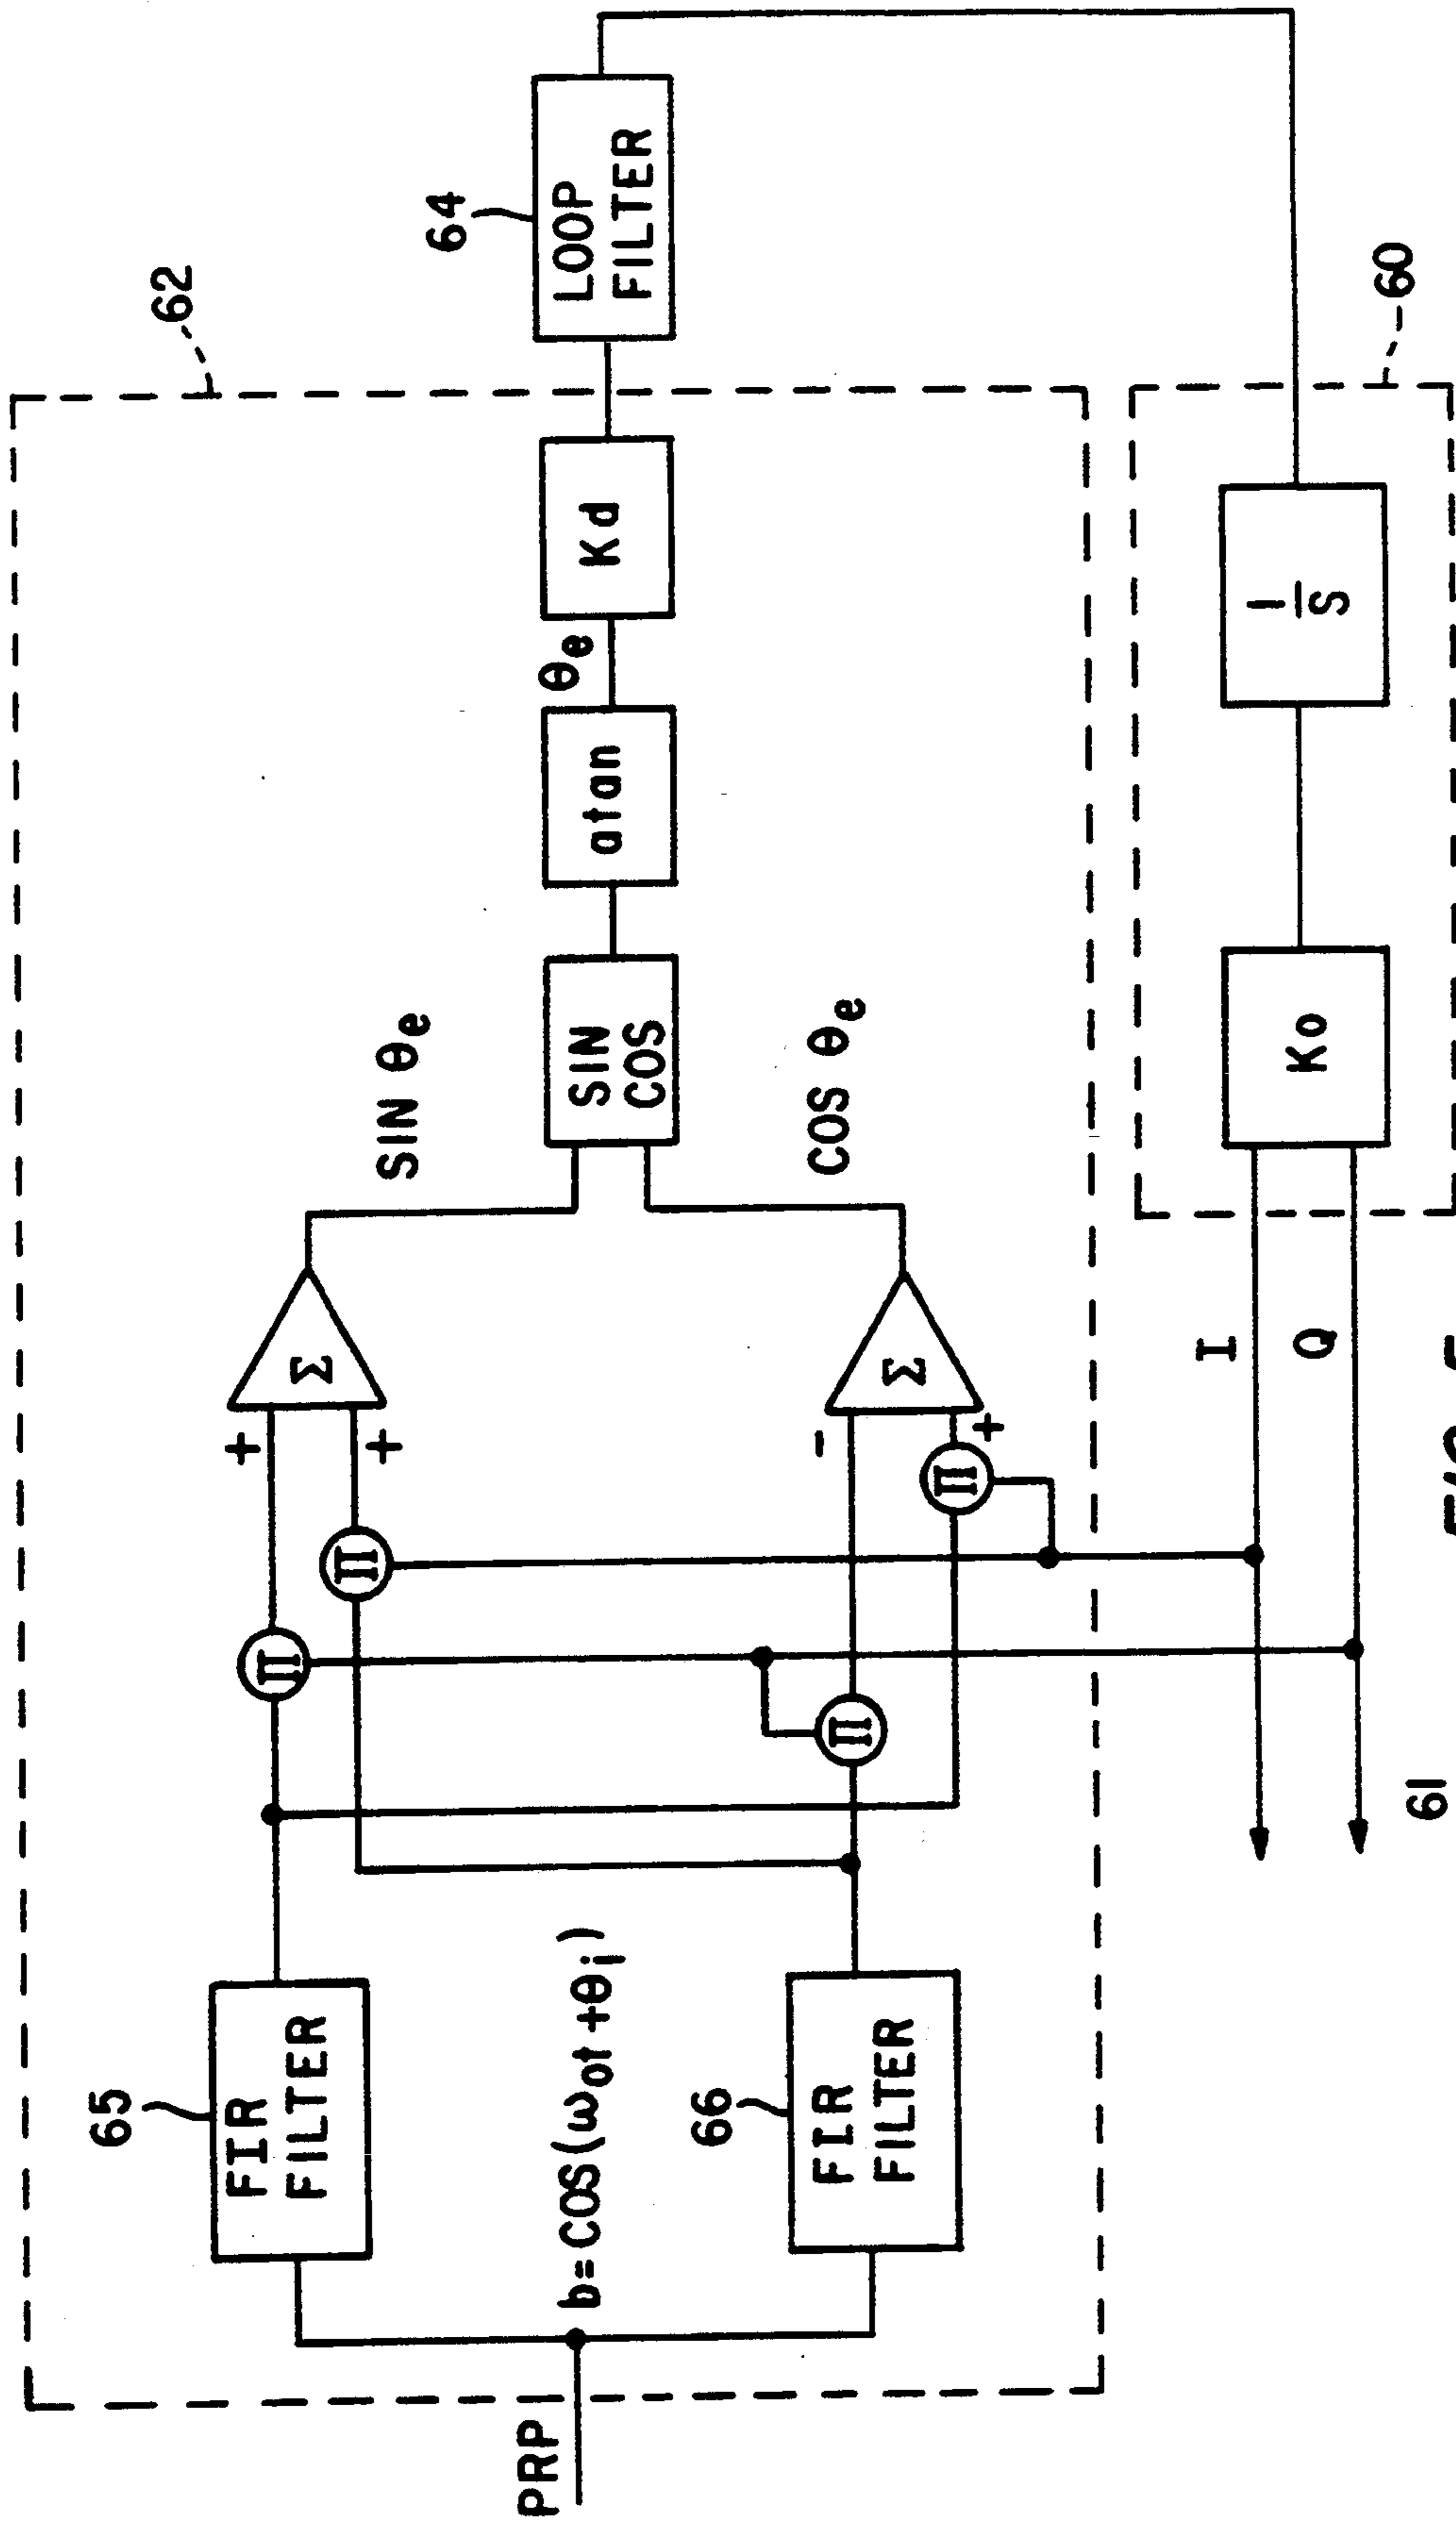 62
65
FIR
FILTER
+
+
Π
Π
Σ
SIN θe
64
PRP
b=COS(ω0t+θi)
SIN
COS
atan
θe
Kd
LOOP
FILTER
66
FIR
FILTER
Π
Π
-
+
Σ
COS θe
I
Q
61
Ko
1
S
60